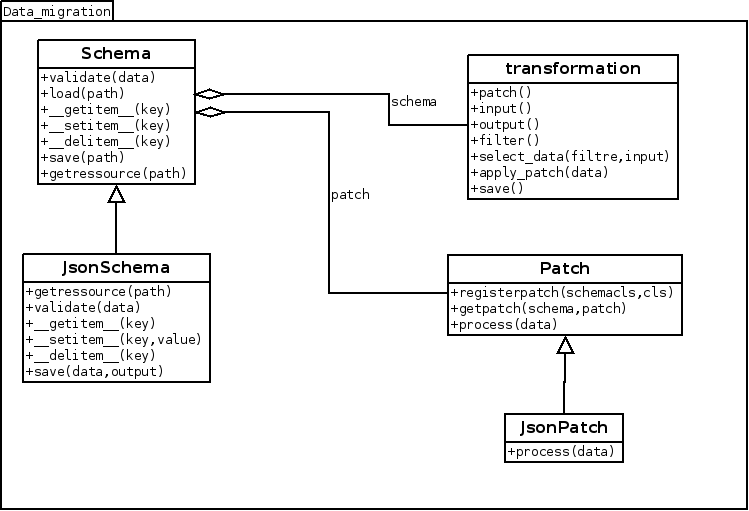 Data_migration
Schema
+validate(data)
+load(path)
+__getitem__(key)
+__setitem__(key)
+__delitem__(key)
+save(path)
+getressource(path)
schema
transformation
+patch()
+input()
+output()
+filter()
+select_data(filtre,input)
+apply_patch(data)
+save()
patch
JsonSchema
+getressource(path)
+validate(data)
+__getitem__(key)
+__setitem__(key,value)
+__delitem__(key)
+save(data,output)
Patch
+registerpatch(schemacls,cls)
+getpatch(schema,patch)
+process(data)
JsonPatch
+process(data)